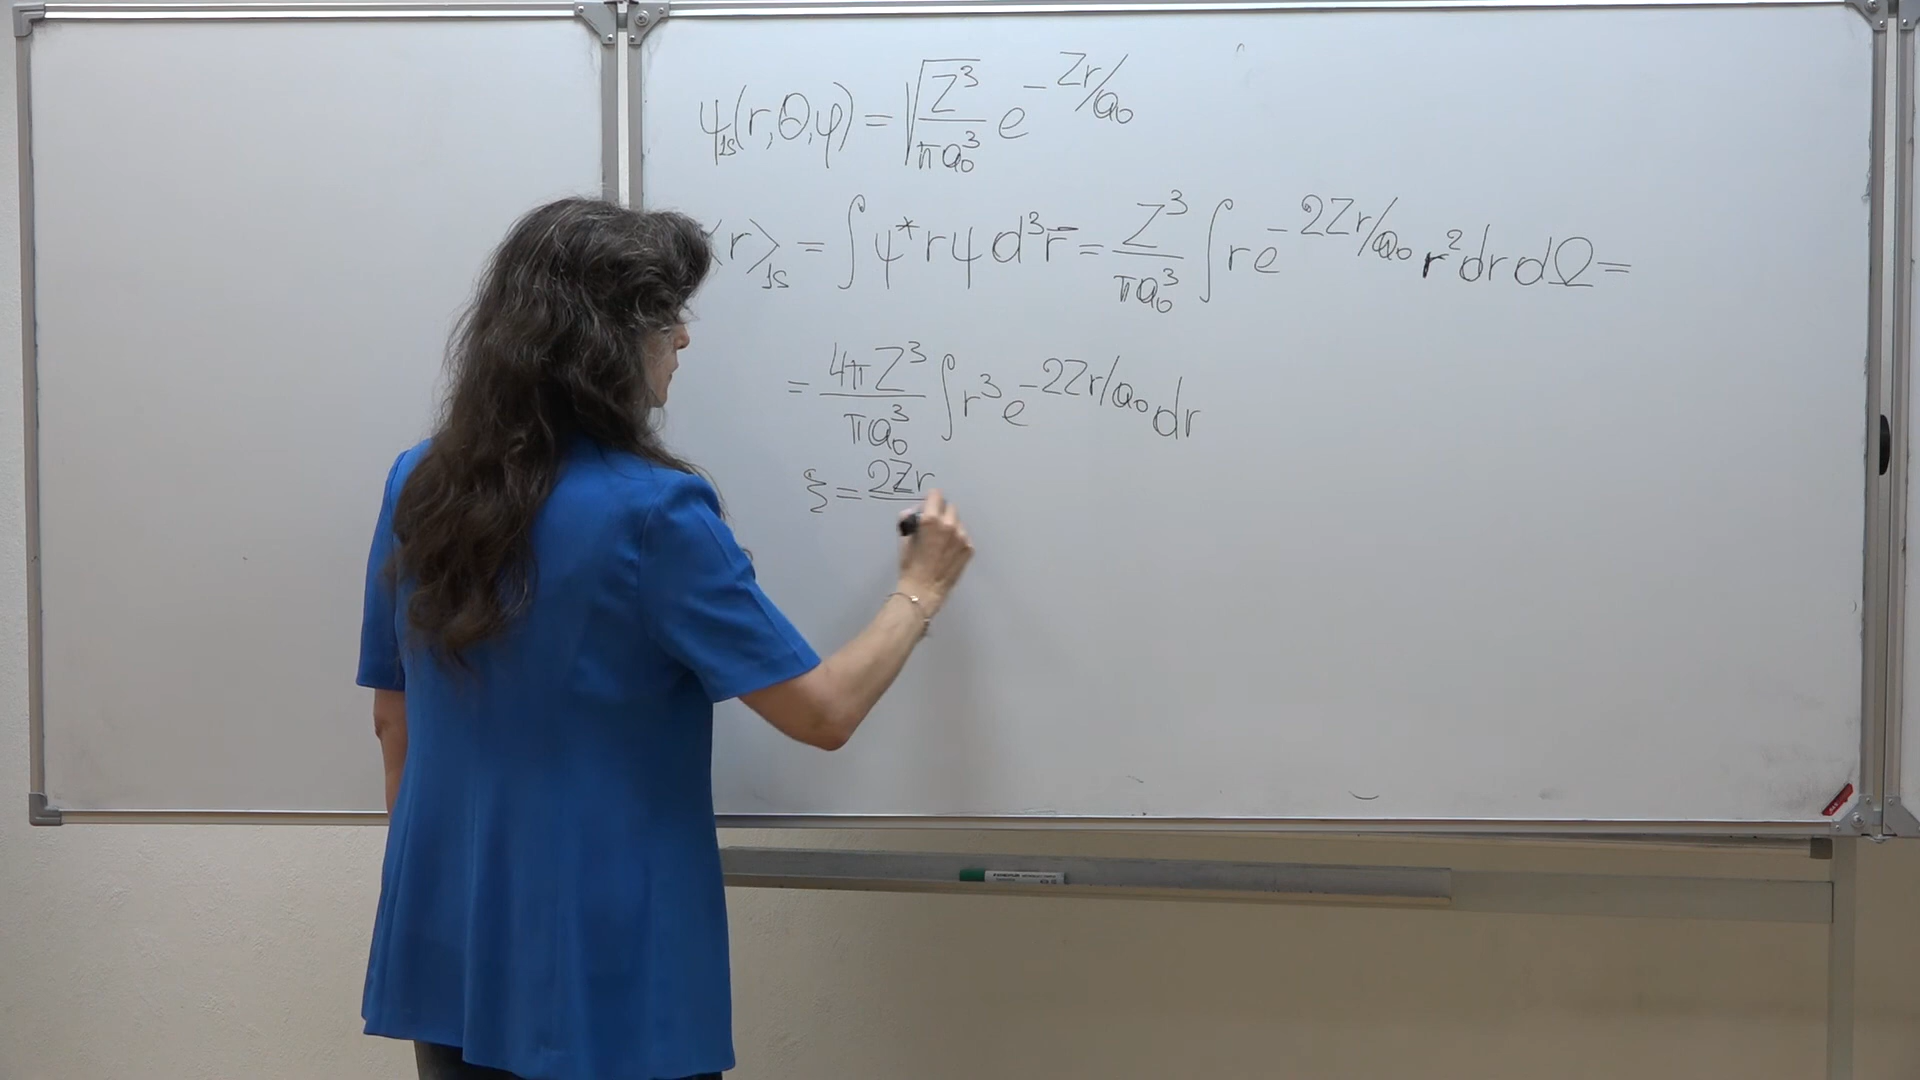 ψ₁ₛ(r,θ,φ) = √(Z³/πa₀³) e^(-Zr/a₀)
⟨r⟩₁ₛ = ∫ψ*rψ d³r̄ = Z³/πa₀³ ∫re^(-2Zr/a₀) r²dr dΩ =
= 4πZ³/πa₀³ ∫r³e^(-2Zr/a₀) dr
ξ = 2Zr